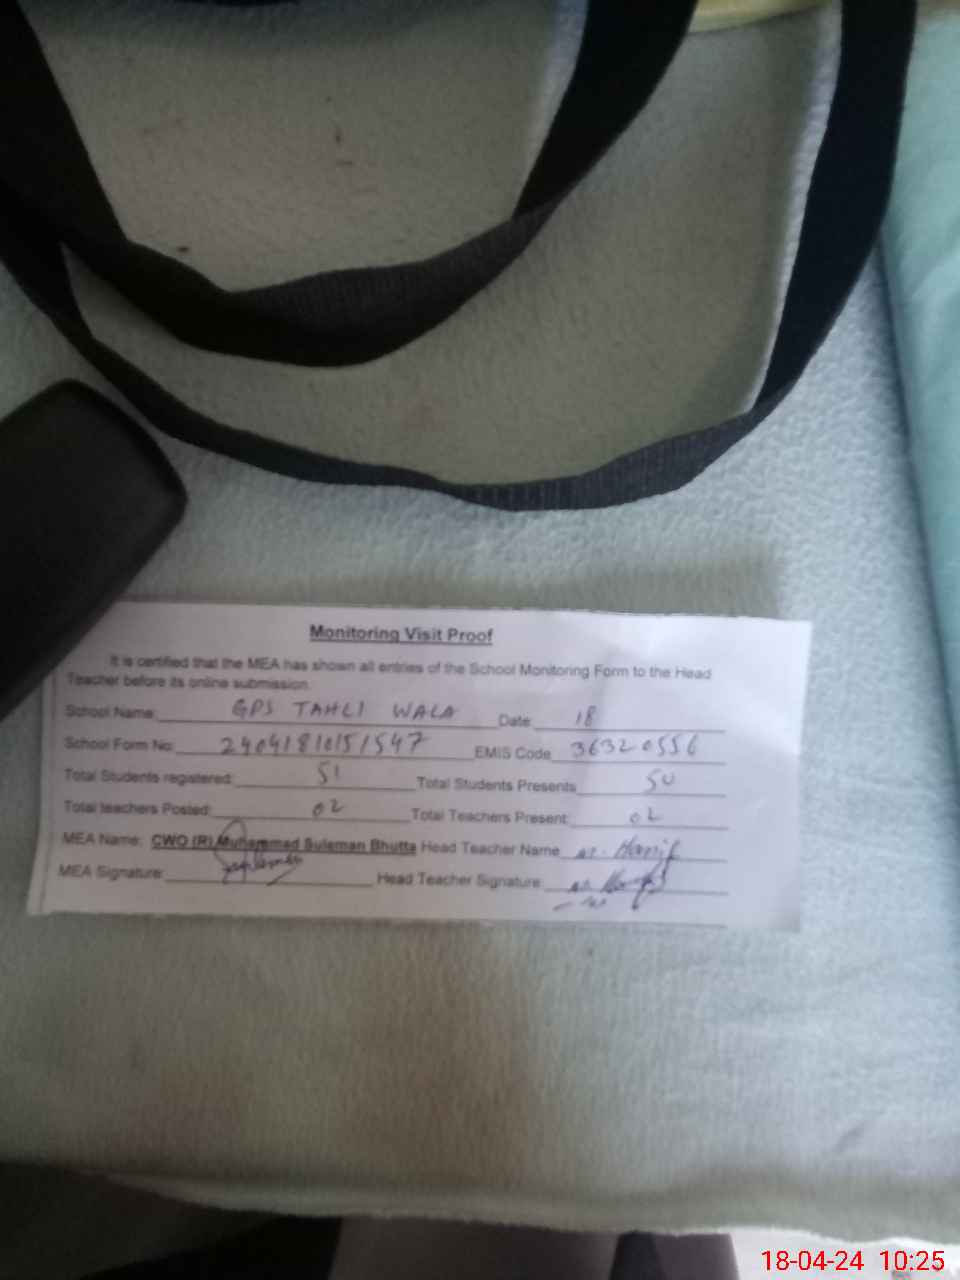 Monitoring Visit Proof
It is certified that the MEA has shown all entries of the School Monitoring Form to the Head
Teacher before its online submission.
School Name: GPS TAHLI WALA Date: 18
School Form No: 24041810151547 EMIS Code 36320556
Total Students registered: 51 Total Students Presents 50
Total teachers Posted: 02 Total Teachers Present: 02
MEA Name: CWO (R) Muhammad Suleman Bhutta Head Teacher Name M. Hanif
MEA Signature: Head Teacher Signature:
18-04-24 10:25